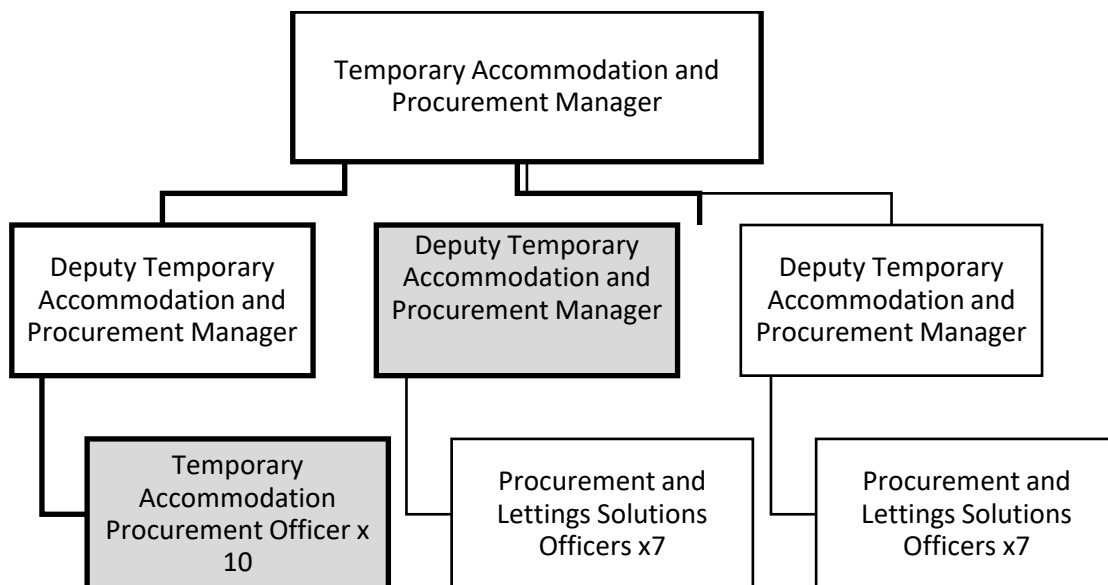 Temporary Accommodation and
Procurement Manager
Deputy Temporary
Accommodation and
Procurement Manager
Deputy Temporary
Accommodation and
Procurement Manager
Deputy Temporary
Accommodation and
Procurement Manager
Temporary
Accommodation
Procurement Officer x
10
Procurement and
Lettings Solutions
Officers x7
Procurement and
Lettings Solutions
Officers x7